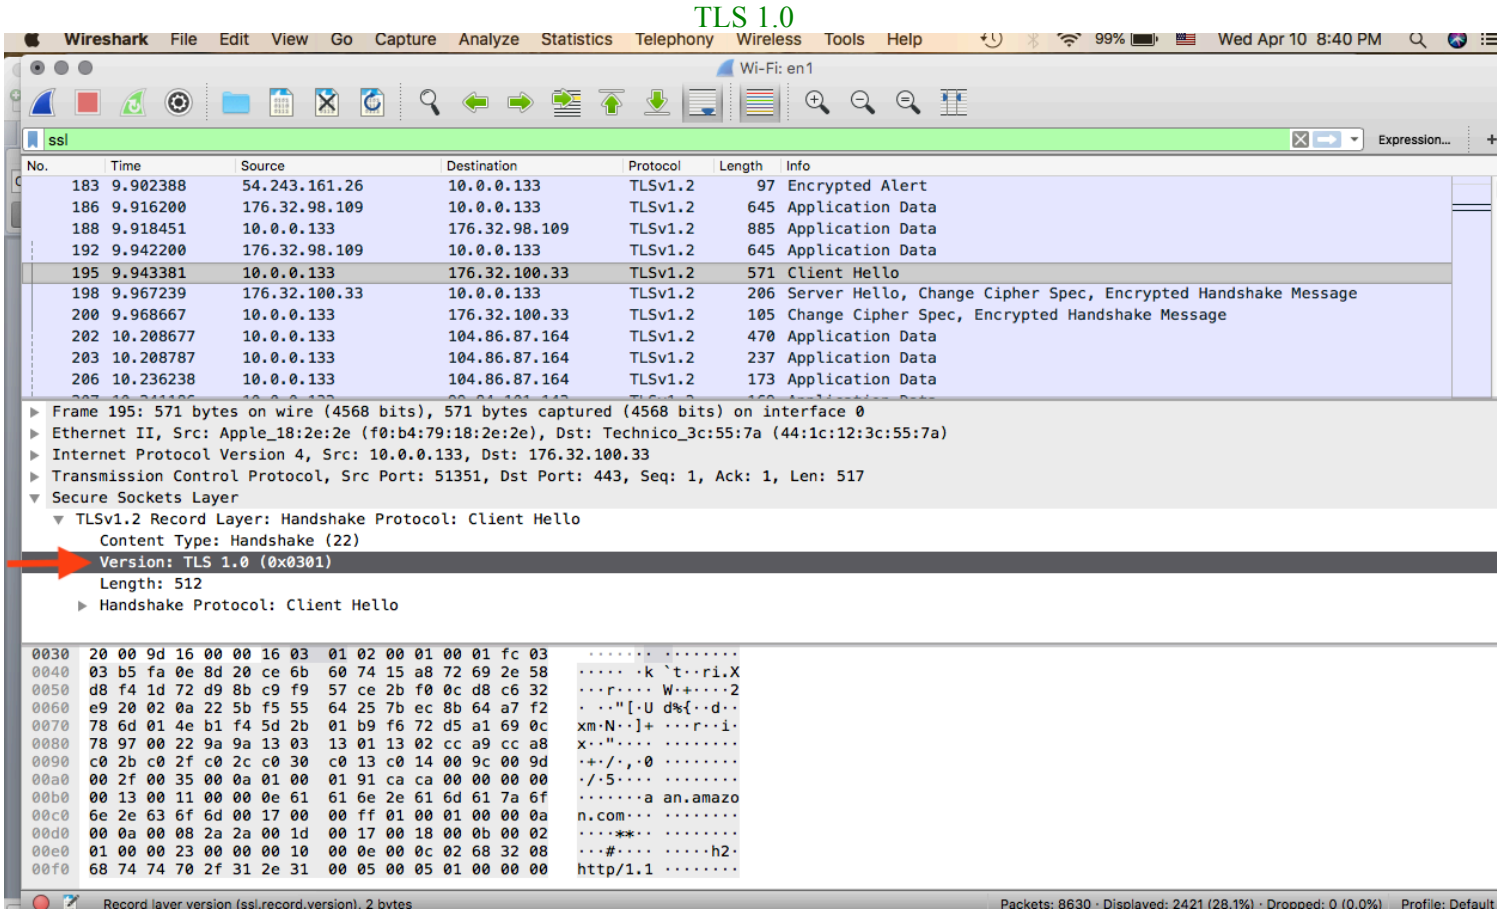 TLS 1.0
Wireshark File Edit View Go Capture Analyze Statistics Telephony Wireless Tools Help 99% Wed Apr 10 8:40 PM
Wi-Fi: en1
ssl Expression... +
No. Time Source Destination Protocol Length Info
183 9.902388 54.243.161.26 10.0.0.133 TLSv1.2 97 Encrypted Alert
186 9.916200 176.32.98.109 10.0.0.133 TLSv1.2 645 Application Data
188 9.918451 10.0.0.133 176.32.98.109 TLSv1.2 885 Application Data
192 9.942200 176.32.98.109 10.0.0.133 TLSv1.2 645 Application Data
195 9.943381 10.0.0.133 176.32.100.33 TLSv1.2 571 Client Hello
198 9.967239 176.32.100.33 10.0.0.133 TLSv1.2 206 Server Hello, Change Cipher Spec, Encrypted Handshake Message
200 9.968667 10.0.0.133 176.32.100.33 TLSv1.2 105 Change Cipher Spec, Encrypted Handshake Message
202 10.208677 10.0.0.133 104.86.87.164 TLSv1.2 470 Application Data
203 10.208787 10.0.0.133 104.86.87.164 TLSv1.2 237 Application Data
206 10.236238 10.0.0.133 104.86.87.164 TLSv1.2 173 Application Data
Frame 195: 571 bytes on wire (4568 bits), 571 bytes captured (4568 bits) on interface 0
Ethernet II, Src: Apple_18:2e:2e (f0:b4:79:18:2e:2e), Dst: Technico_3c:55:7a (44:1c:12:3c:55:7a)
Internet Protocol Version 4, Src: 10.0.0.133, Dst: 176.32.100.33
Transmission Control Protocol, Src Port: 51351, Dst Port: 443, Seq: 1, Ack: 1, Len: 517
Secure Sockets Layer
TLSv1.2 Record Layer: Handshake Protocol: Client Hello
Content Type: Handshake (22)
Version: TLS 1.0 (0x0301)
Length: 512
Handshake Protocol: Client Hello
0030 20 00 9d 16 00 00 16 03 01 02 00 01 00 01 fc 03 ······· ········
0040 03 b5 fa 0e 8d 20 ce 6b 60 74 15 a8 72 69 2e 58 ····· ·k `t··ri.X
0050 d8 f4 1d 72 d9 8b c9 f9 57 ce 2b f0 0c d8 c6 32 ···r···· W·+····2
0060 e9 20 02 0a 22 5b f5 55 64 25 7b ec 8b 64 a7 f2 · ··"[·U d%{··d··
0070 78 6d 01 4e b1 f4 5d 2b 01 b9 f6 72 d5 a1 69 0c xm·N··]+ ···r··i·
0080 78 97 00 22 9a 9a 13 03 13 01 13 02 cc a9 cc a8 x··"···· ········
0090 c0 2b c0 2f c0 2c c0 30 c0 13 c0 14 00 9c 00 9d ·+·/·,·0 ········
00a0 00 2f 00 35 00 0a 01 00 01 91 ca ca 00 00 00 00 ·/·5···· ········
00b0 00 13 00 11 00 00 0e 61 61 6e 2e 61 6d 61 7a 6f ·······a an.amazo
00c0 6e 2e 63 6f 6d 00 17 00 00 ff 01 00 01 00 00 0a n.com··· ········
00d0 00 0a 00 08 2a 2a 00 1d 00 17 00 18 00 0b 00 02 ····**·· ········
00e0 01 00 00 23 00 00 00 10 00 0e 00 0c 02 68 32 08 ···#···· ·····h2·
00f0 68 74 74 70 2f 31 2e 31 00 05 00 05 01 00 00 00 http/1.1 ········
Record layer version (ssl.record.version), 2 bytes Packets: 8630 · Displayed: 2421 (28.1%) · Dropped: 0 (0.0%) Profile: Default